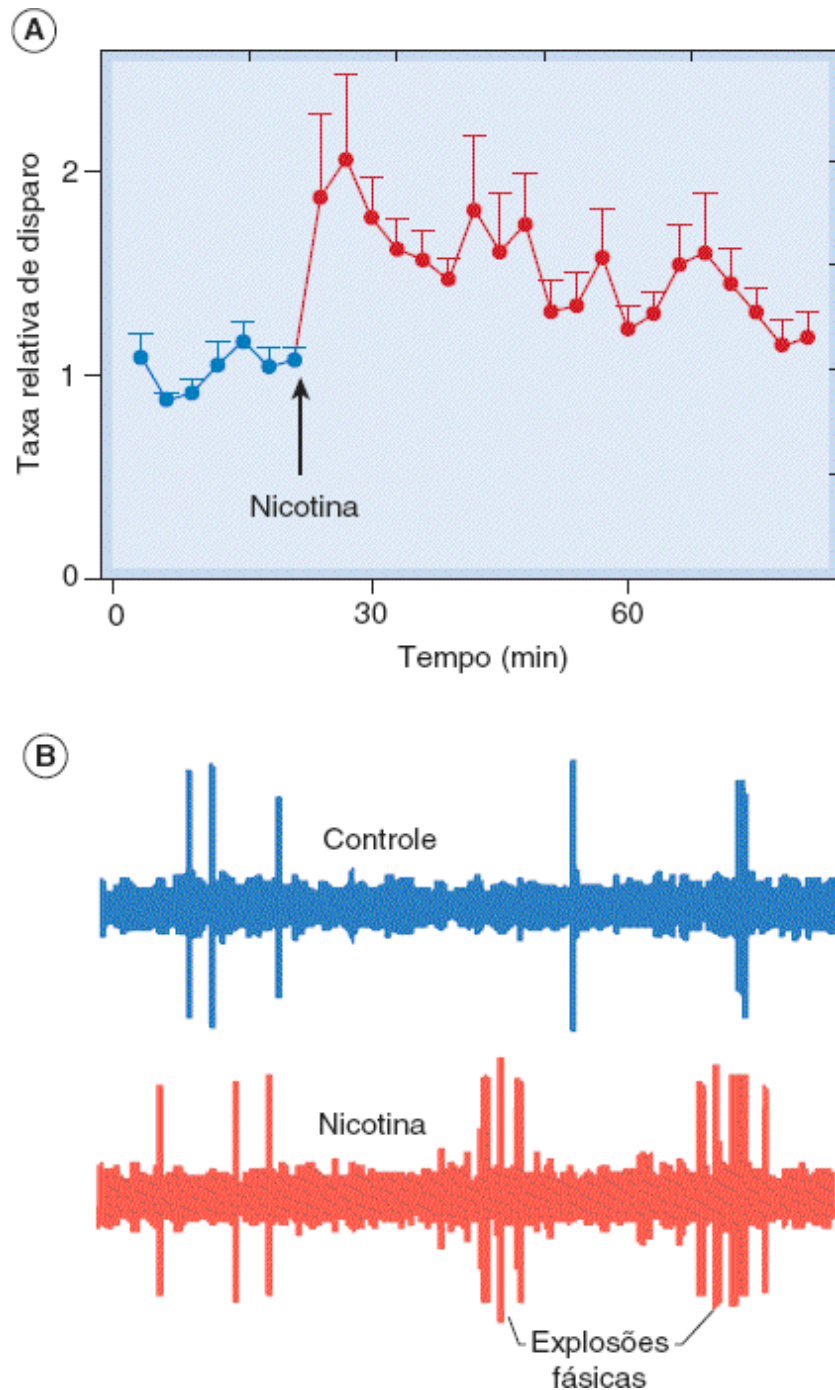 A
Taxa relativa de disparo
2
1
0
Nicotina
0 30 60
Tempo (min)
B
Controle
Nicotina
Explosões
fásicas